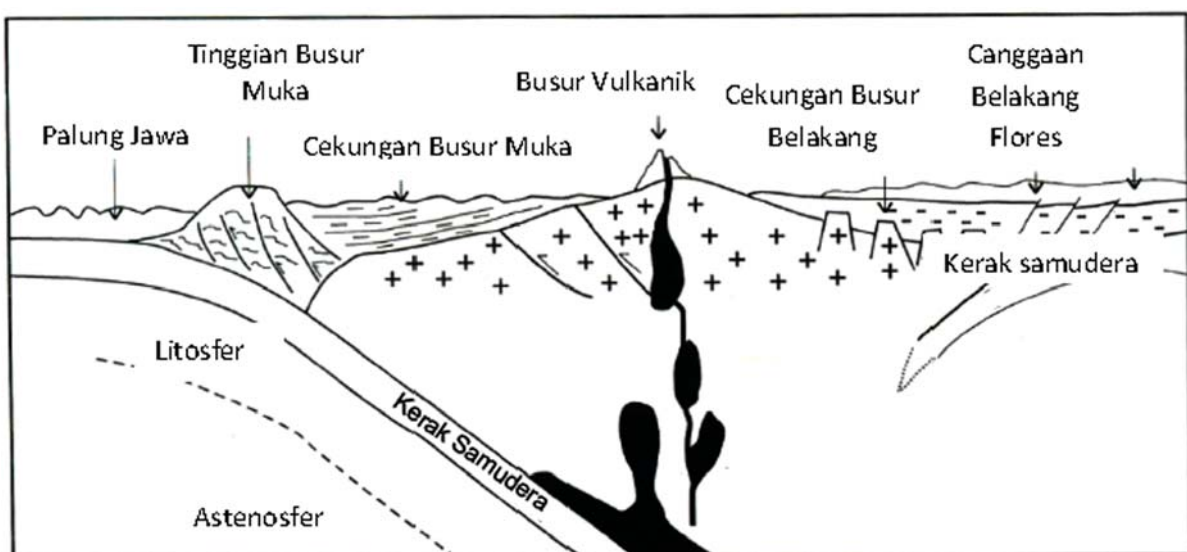 Palung Jawa
Tinggian Busur
Muka
Cekungan Busur Muka
Busur Vulkanik
Cekungan Busur
Belakang
Canggaan
Belakang
Flores
Kerak samudera
Litosfer
Kerak Samudera
Astenosfer